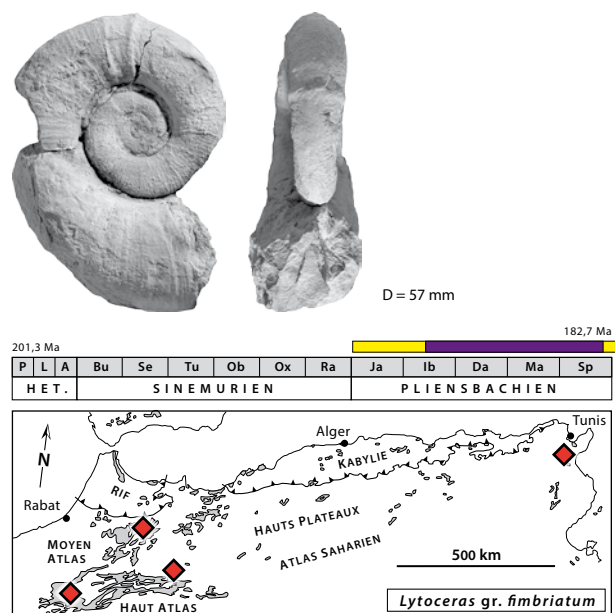 D = 57 mm
201,3 Ma
182,7 Ma
P L A Bu Se Tu Ob Ox Ra Ja Ib Da Ma Sp
HET. SINEMURIEN PLIENSBACHIEN
N
Alger
Tunis
KABYLIE
RIF
Rabat
HAUTS PLATEAUX
MOYEN
ATLAS
ATLAS SAHARIEN
500 km
HAUT ATLAS
Lytoceras gr. fimbriatum